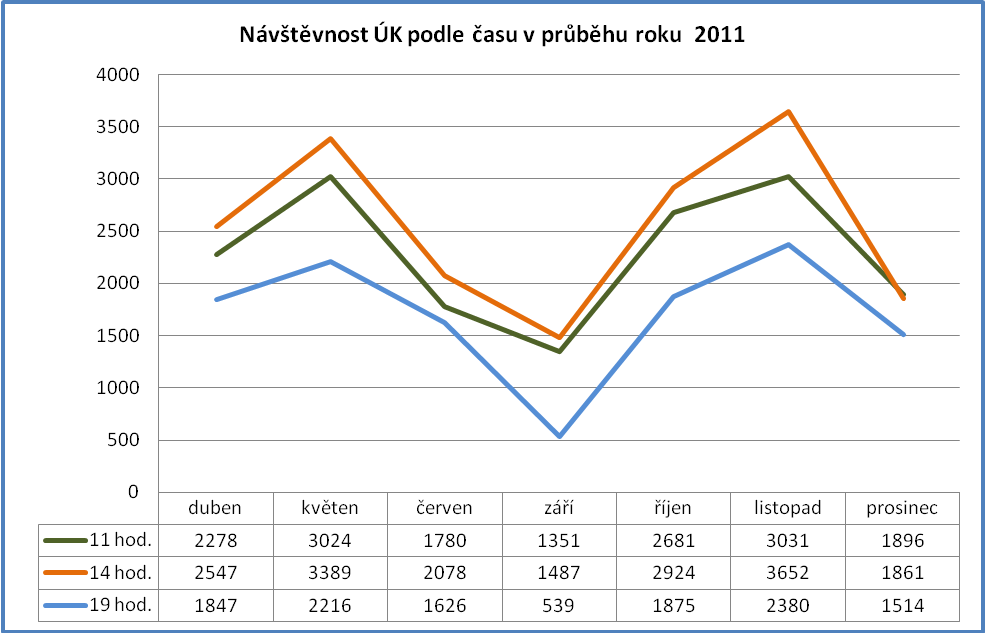 Návštěvnost ÚK podle času v průběhu roku 2011
4000
3500
3000
2500
2000
1500
1000
500
0
duben květen červen září říjen listopad prosinec
11 hod. 2278 3024 1780 1351 2681 3031 1896
14 hod. 2547 3389 2078 1487 2924 3652 1861
19 hod. 1847 2216 1626 539 1875 2380 1514